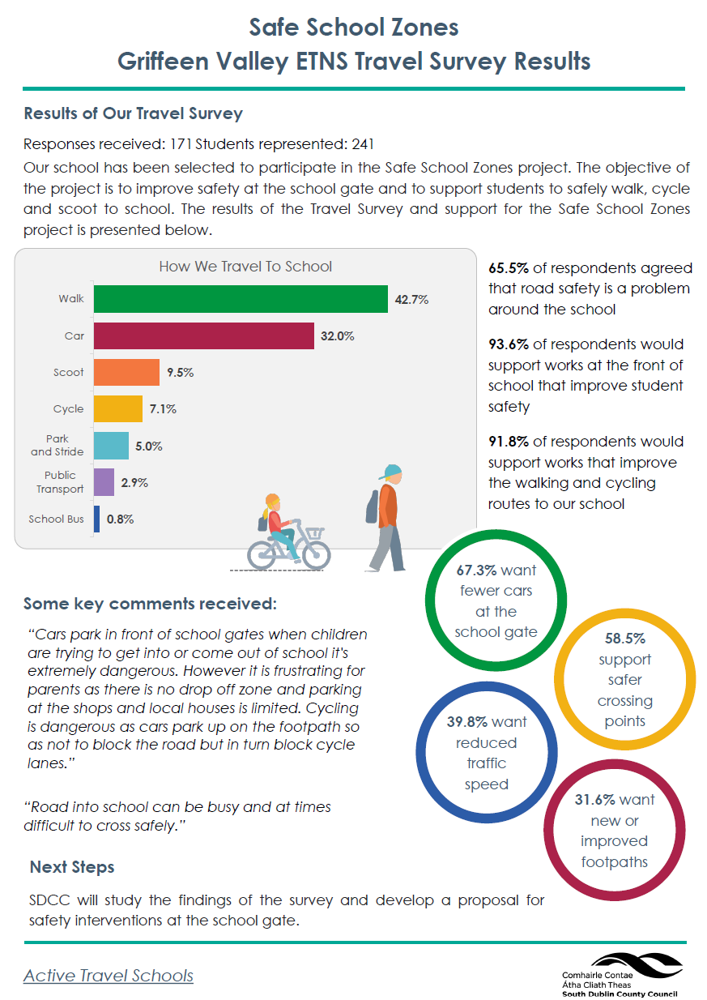 Safe School Zones
Griffeen Valley ETNS Travel Survey Results
Results of Our Travel Survey
Responses received: 171 Students represented: 241
Our school has been selected to participate in the Safe School Zones project. The objective of
the project is to improve safety at the school gate and to support students to safely walk, cycle
and scoot to school. The results of the Travel Survey and support for the Safe School Zones
project is presented below.
How We Travel To School
Walk 42.7%
Car 32.0%
Scoot 9.5%
Cycle 7.1%
Park
and Stride 5.0%
Public
Transport 2.9%
School Bus 0.8%
65.5% of respondents agreed
that road safety is a problem
around the school
93.6% of respondents would
support works at the front of
school that improve student
safety
91.8% of respondents would
support works that improve
the walking and cycling
routes to our school
67.3% want
fewer cars
at the
school gate
58.5%
support
safer
crossing
points
39.8% want
reduced
traffic
speed
31.6% want
new or
improved
footpaths
Some key comments received:
“Cars park in front of school gates when children
are trying to get into or come out of school it's
extremely dangerous. However it is frustrating for
parents as there is no drop off zone and parking
at the shops and local houses is limited. Cycling
is dangerous as cars park up on the footpath so
as not to block the road but in turn block cycle
lanes.”
“Road into school can be busy and at times
difficult to cross safely.”
Next Steps
SDCC will study the findings of the survey and develop a proposal for
safety interventions at the school gate.
Active Travel Schools
Comhairle Contae
Átha Cliath Theas
South Dublin County Council